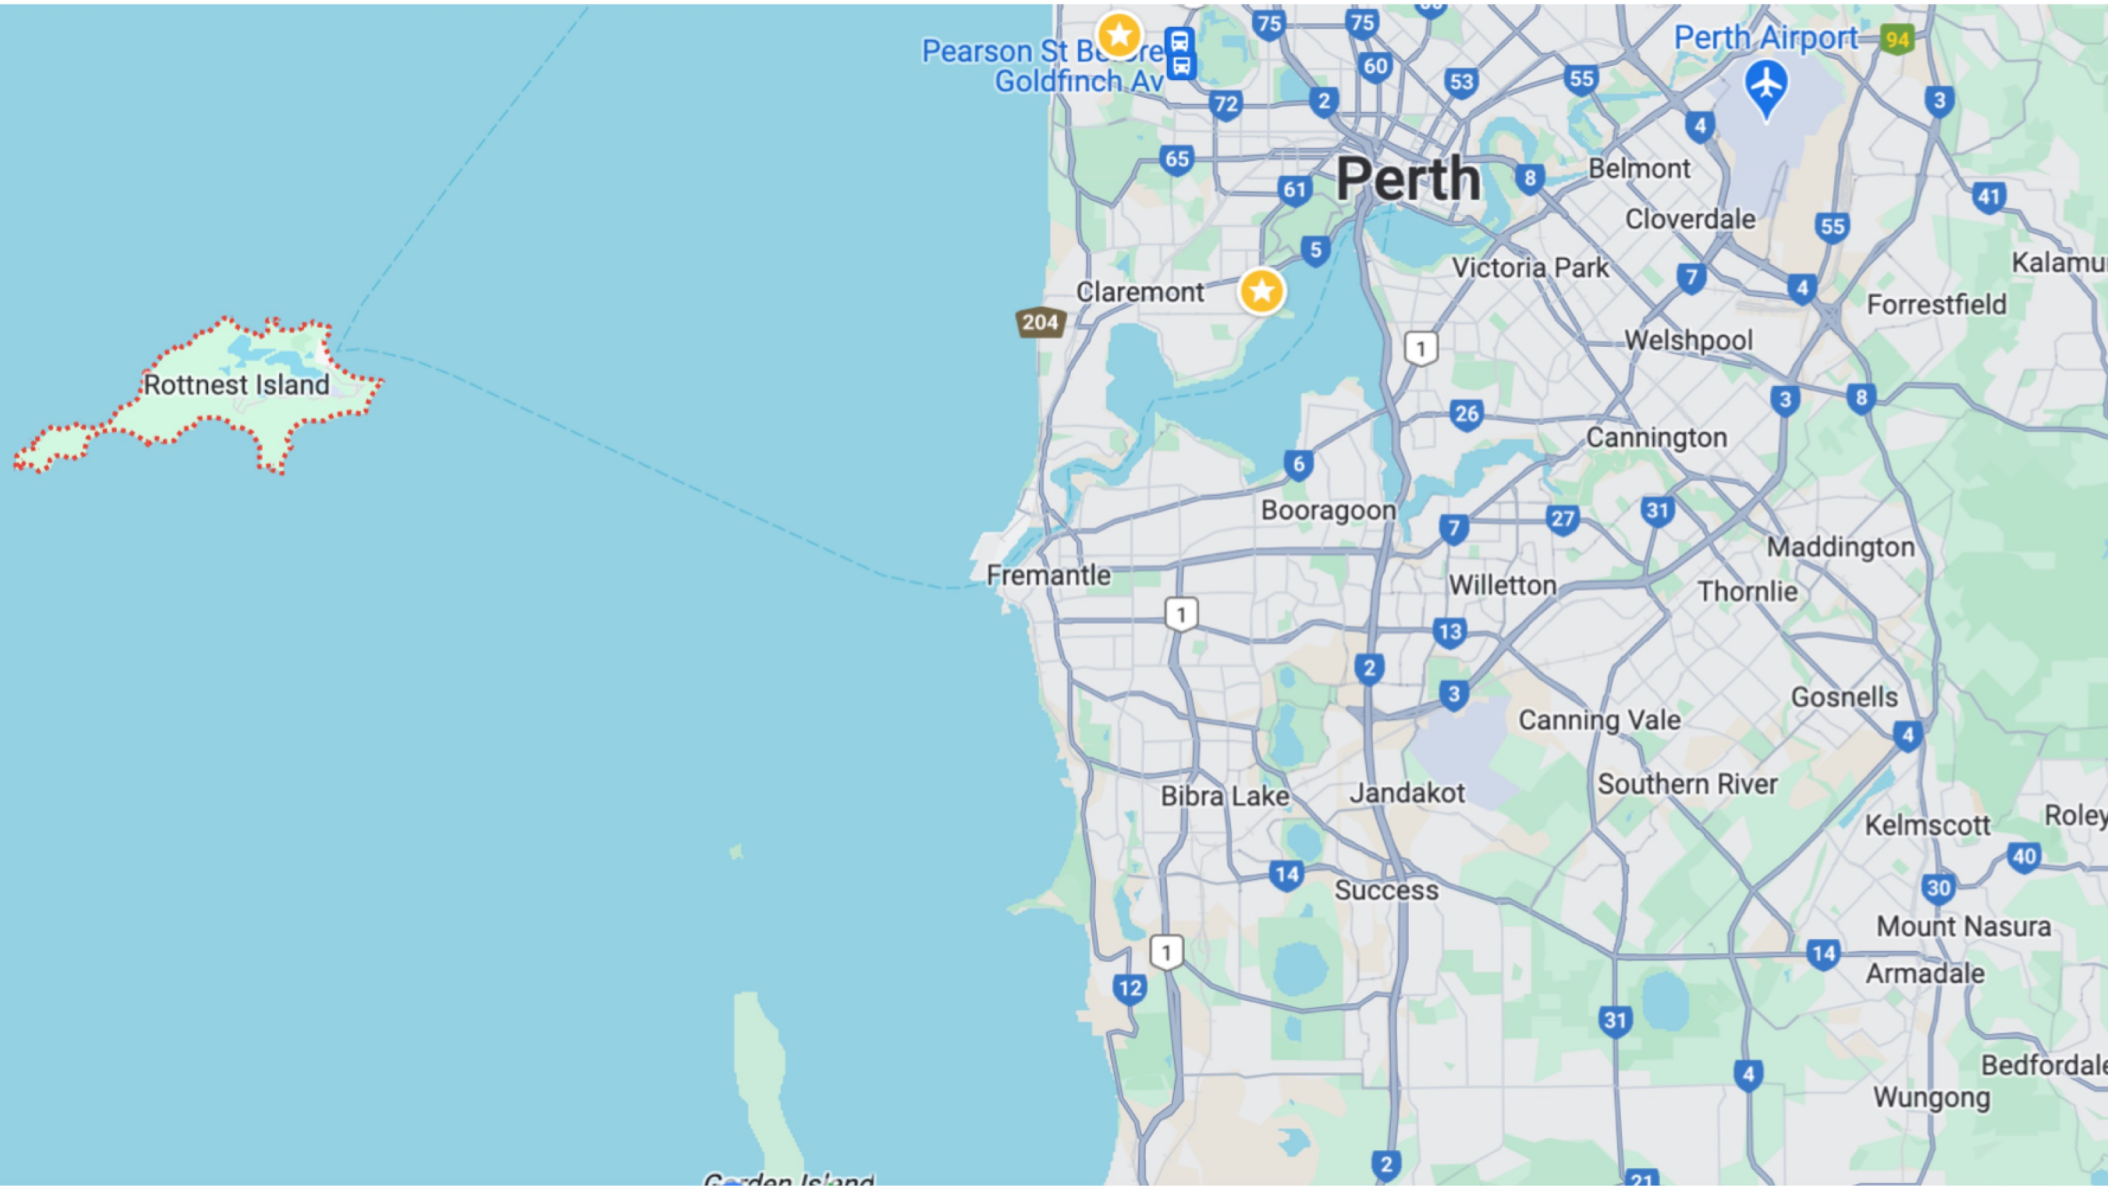 75
75
Perth Airport
94
Pearson St Before
Goldfinch Av
60
53
55
3
72
2
4
65
Perth
8
Belmont
61
41
Cloverdale
55
5
Victoria Park
7
4
Claremont
Forrestfield
204
1
Welshpool
Rottnest Island
3
8
26
Cannington
6
Booragoon
7
27
31
Maddington
Fremantle
Willetton
Thornlie
1
13
2
3
Gosnells
Canning Vale
4
Southern River
Bibra Lake
Jandakot
Kelmscott
40
14
Success
30
Mount Nasura
1
14
Armadale
12
31
Bedfordale
4
Wungong
2
21
Garden Island